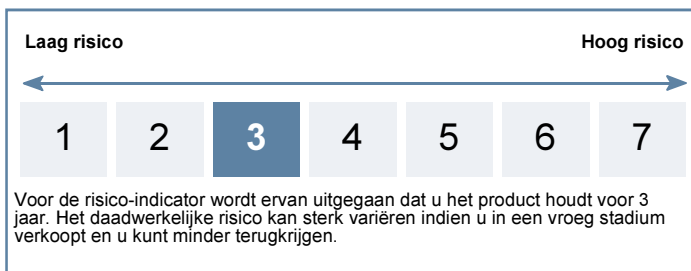 Laag risico Hoog risico
1 2 3 4 5 6 7
Voor de risico-indicator wordt ervan uitgegaan dat u het product houdt voor 3
jaar. Het daadwerkelijke risico kan sterk variëren indien u in een vroeg stadium
verkoopt en u kunt minder terugkrijgen.